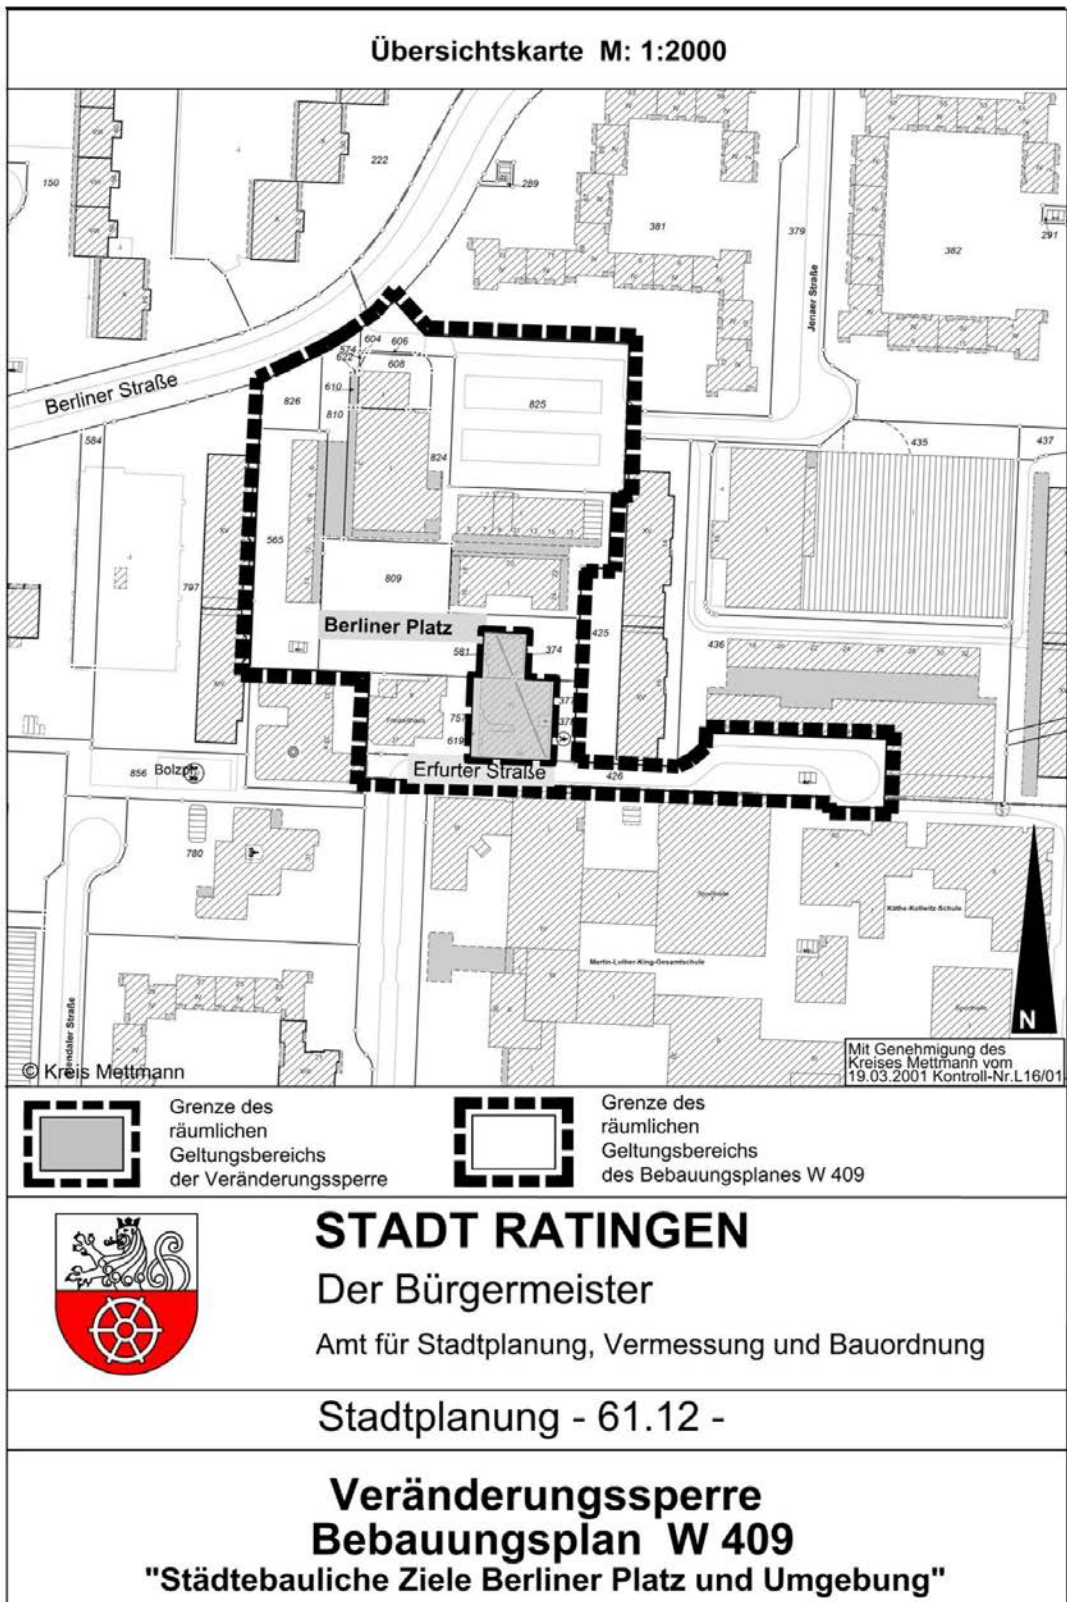 Übersichtskarte M: 1:2000
150
222
289
381
379
382
291
Jenaer Straße
Berliner Straße
604
606
574
622
608
610
826
810
825
824
584
435
437
565
809
797
Berliner Platz
425
436
581
374
757
619
377
Erfurter Straße
426
856
780
Sporthalle
Käthe-Kollwitz-Schule
Martin-Luther-King-Gesamtschule
Sporthalle
N
© Kreis Mettmann
Mit Genehmigung des
Kreises Mettmann vom
19.03.2001 Kontroll-Nr.L16/01
Grenze des
räumlichen
Geltungsbereichs
der Veränderungssperre
Grenze des
räumlichen
Geltungsbereichs
des Bebauungsplanes W 409
STADT RATINGEN
Der Bürgermeister
Amt für Stadtplanung, Vermessung und Bauordnung
Stadtplanung - 61.12 -
Veränderungssperre
Bebauungsplan W 409
"Städtebauliche Ziele Berliner Platz und Umgebung"